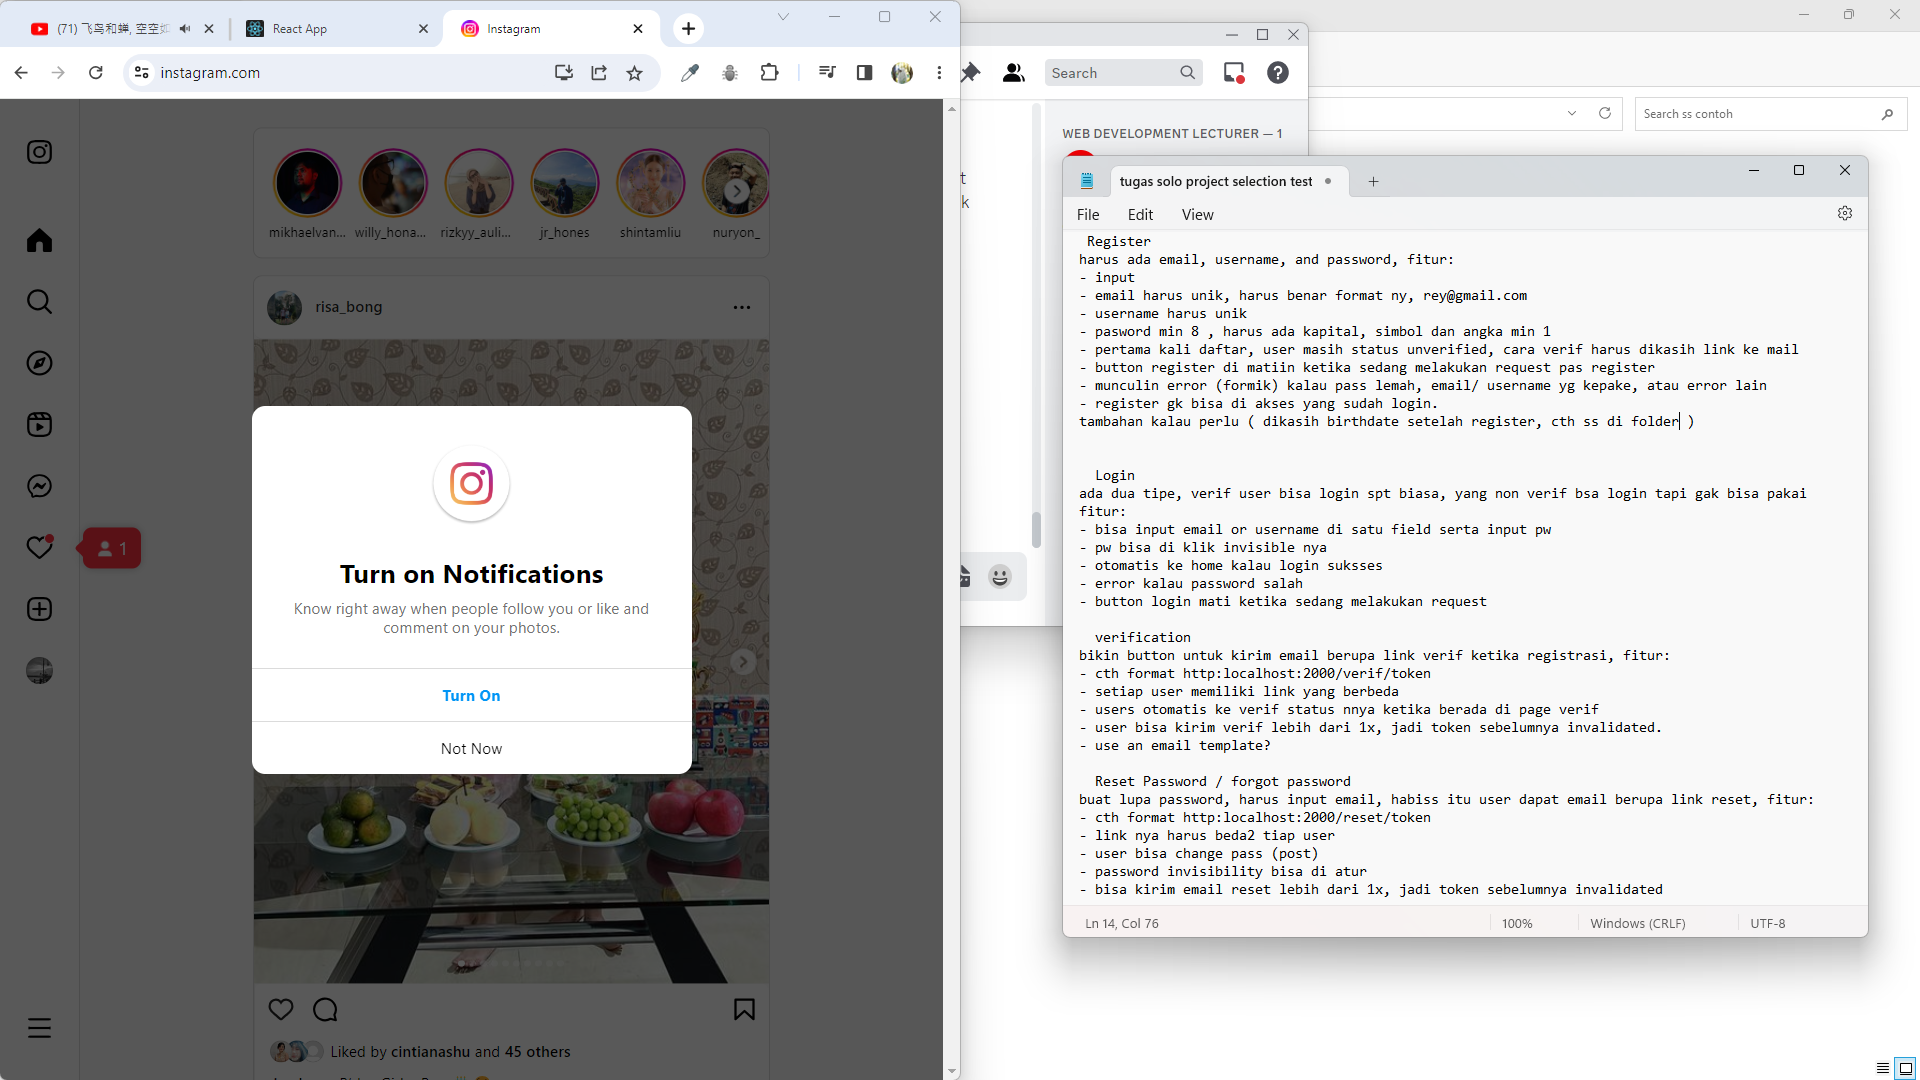 (71) 飞鸟和蝉, 空空如
React App
Instagram
instagram.com
mikhaelvan...
willy_hona...
rizkyy_auli...
jr_hones
shintamliu
nuryon_
risa_bong
1
Turn on Notifications
Know right away when people follow you or like and
comment on your photos.
Turn On
Not Now
Liked by cintianashu and 45 others
Search
WEB DEVELOPMENT LECTURER — 1
t
k
Search ss contoh
tugas solo project selection test
File
Edit
View
Register
harus ada email, username, and password, fitur:
- input
- email harus unik, harus benar format ny, rey@gmail.com
- username harus unik
- pasword min 8 , harus ada kapital, simbol dan angka min 1
- pertama kali daftar, user masih status unverified, cara verif harus dikasih link ke mail
- button register di matiin ketika sedang melakukan request pas register
- munculin error (formik) kalau pass lemah, email/ username yg kepake, atau error lain
- register gk bisa di akses yang sudah login.
tambahan kalau perlu ( dikasih birthdate setelah register, cth ss di folder )
Login
ada dua tipe, verif user bisa login spt biasa, yang non verif bsa login tapi gak bisa pakai
fitur:
- bisa input email or username di satu field serta input pw
- pw bisa di klik invisible nya
- otomatis ke home kalau login suksses
- error kalau password salah
- button login mati ketika sedang melakukan request
verification
bikin button untuk kirim email berupa link verif ketika registrasi, fitur:
- cth format http:localhost:2000/verif/token
- setiap user memiliki link yang berbeda
- users otomatis ke verif status nnya ketika berada di page verif
- user bisa kirim verif lebih dari 1x, jadi token sebelumnya invalidated.
- use an email template?
Reset Password / forgot password
buat lupa password, harus input email, habiss itu user dapat email berupa link reset, fitur:
- cth format http:localhost:2000/reset/token
- link nya harus beda2 tiap user
- user bisa change pass (post)
- password invisibility bisa di atur
- bisa kirim email reset lebih dari 1x, jadi token sebelumnya invalidated
Ln 14, Col 76
100%
Windows (CRLF)
UTF-8